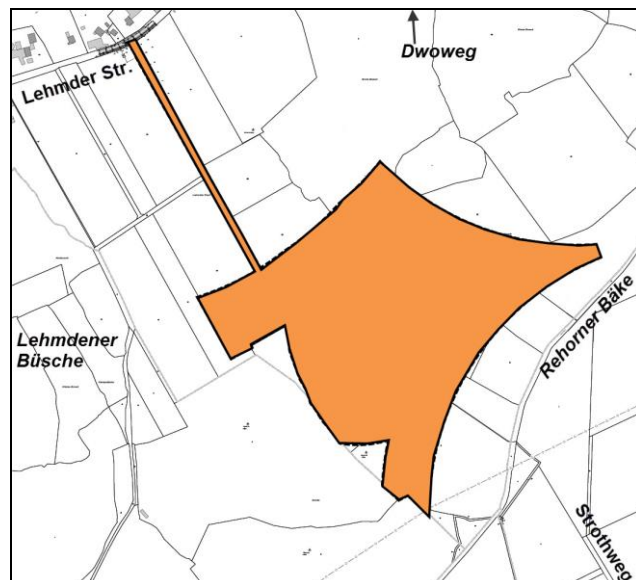 Dwoweg
Lehmder Str.
Lehmdener
Büsche
Rehorner Bäke
Strothweg